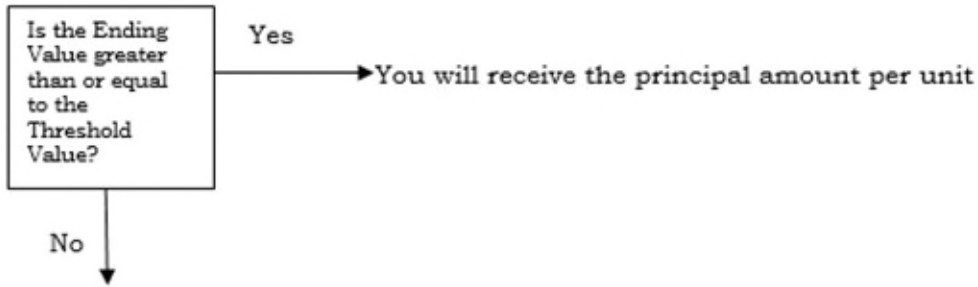 Is the Ending
Value greater
than or equal
to the
Threshold
Value?
Yes
You will receive the principal amount per unit
No